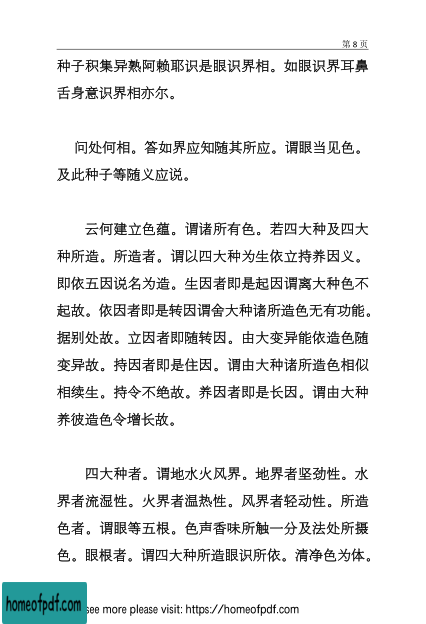 第 8 页
种子积集异熟阿赖耶识是眼识界相。如眼识界耳鼻
舌身意识界相亦尔。
问处何相。答如界应知随其所应。谓眼当见色。
及此种子等随义应说。
云何建立色蕴。谓诸所有色。若四大种及四大
种所造。所造者。谓以四大种为生依立持养因义。
即依五因说名为造。生因者即是起因谓离大种色不
起故。依因者即是转因谓舍大种诸所造色无有功能。
据别处故。立因者即随转因。由大变异能依造色随
变异故。持因者即是住因。谓由大种诸所造色相似
相续生。持令不绝故。养因者即是长因。谓由大种
养彼造色令增长故。
四大种者。谓地水火风界。地界者坚劲性。水
界者流湿性。火界者温热性。风界者轻动性。所造
色者。谓眼等五根。色声香味所触一分及法处所摄
色。眼根者。谓四大种所造眼识所依。清净色为体。
homeofpdf.com
see more please visit: https://homeofpdf.com